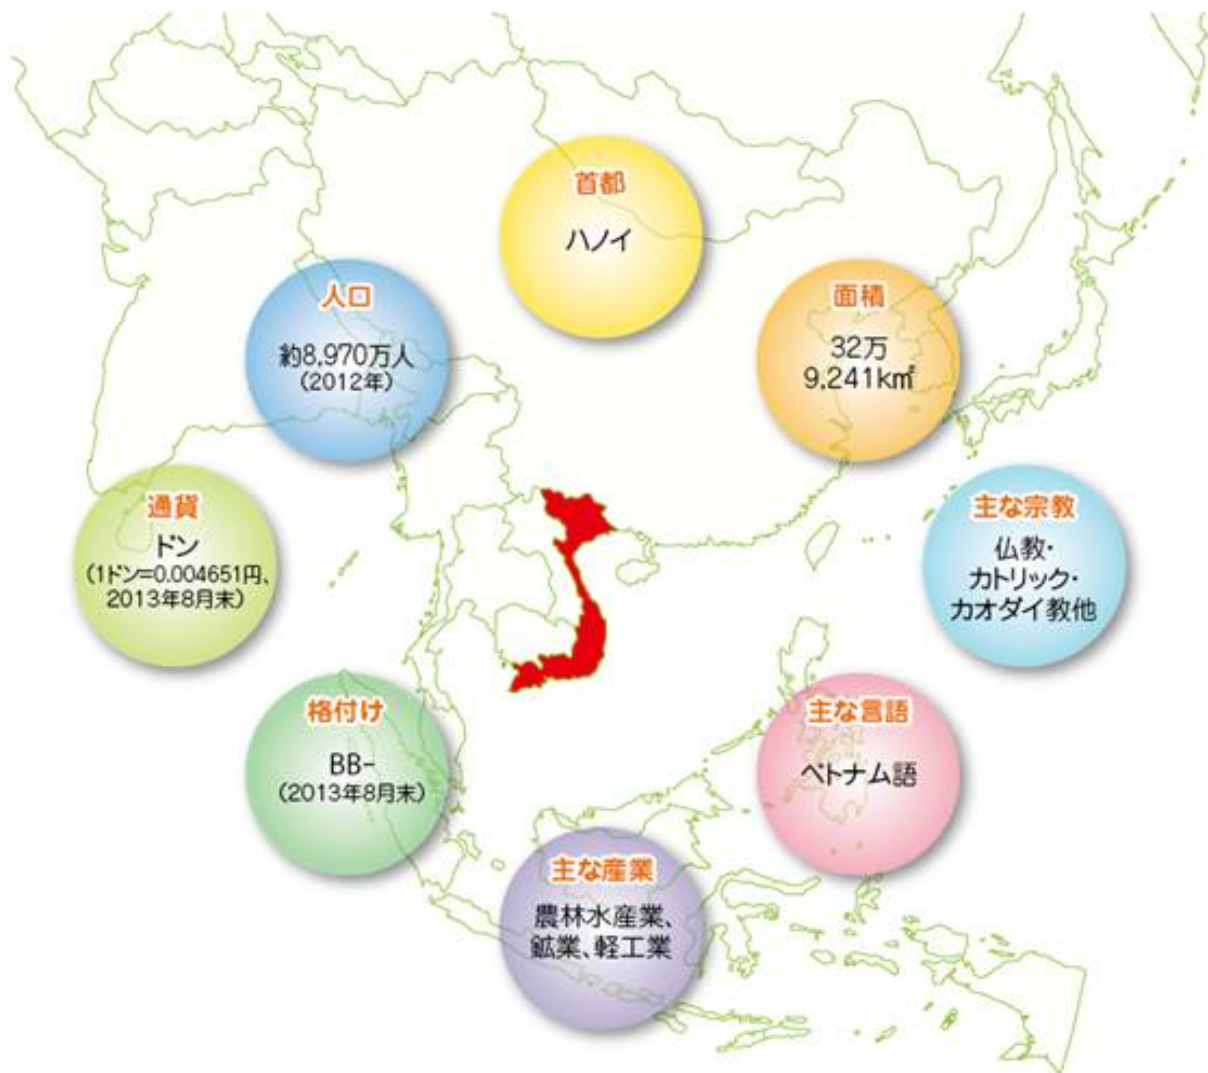 首都
ハノイ
人口
約8,970万人
(2012年)
面積
32万
9,241k㎡
通貨
ドン
(1ドン=0.004651円、
2013年8月末)
主な宗教
仏教・
カトリック・
カオダイ教他
格付け
BB-
(2013年8月末)
主な言語
ベトナム語
主な産業
農林水産業、
鉱業、軽工業